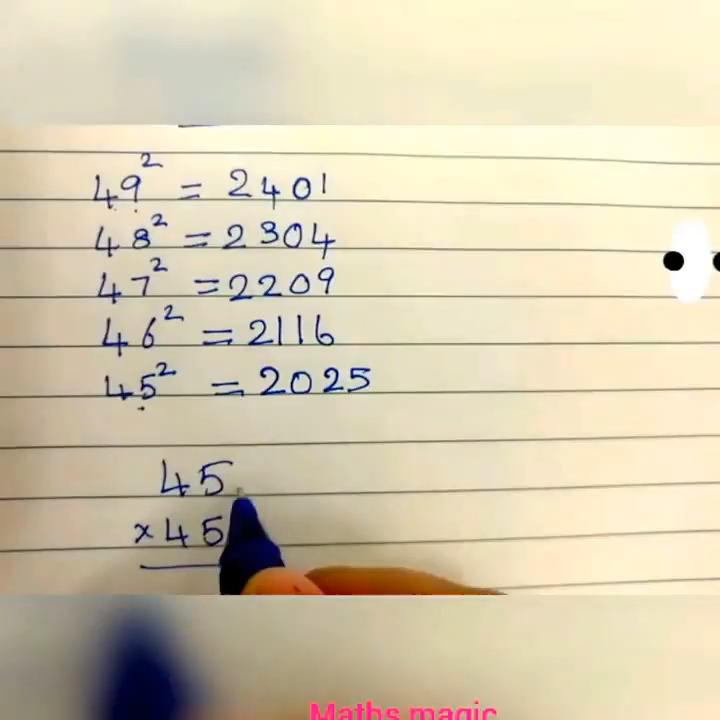 49² = 2401
48² = 2304
47² = 2209
46² = 2116
45² = 2025
45
×45
Maths magic